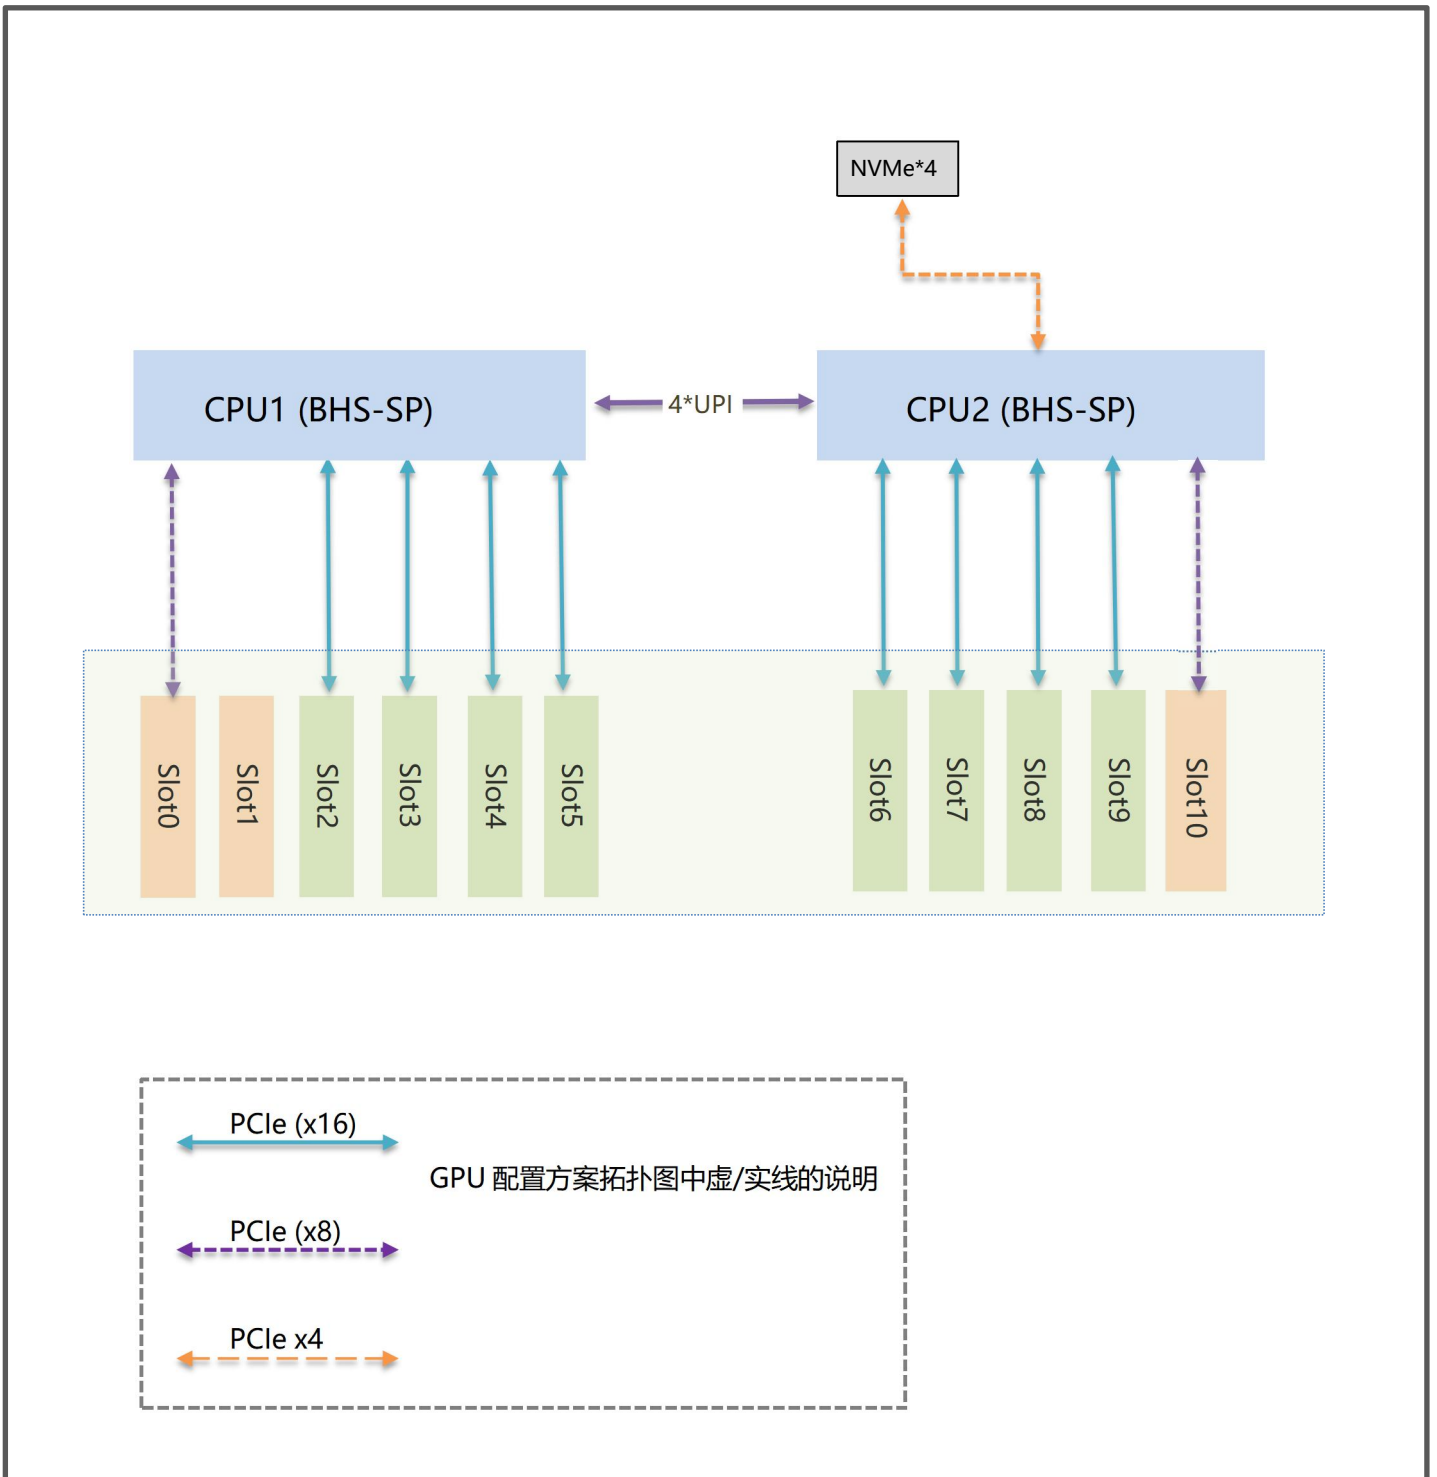 NVMe*4
CPU1 (BHS-SP)
4*UPI
CPU2 (BHS-SP)
Slot0
Slot1
Slot2
Slot3
Slot4
Slot5
Slot6
Slot7
Slot8
Slot9
Slot10
PCIe (x16)
GPU 配置方案拓扑图中虚/实线的说明
PCIe (x8)
PCIe x4